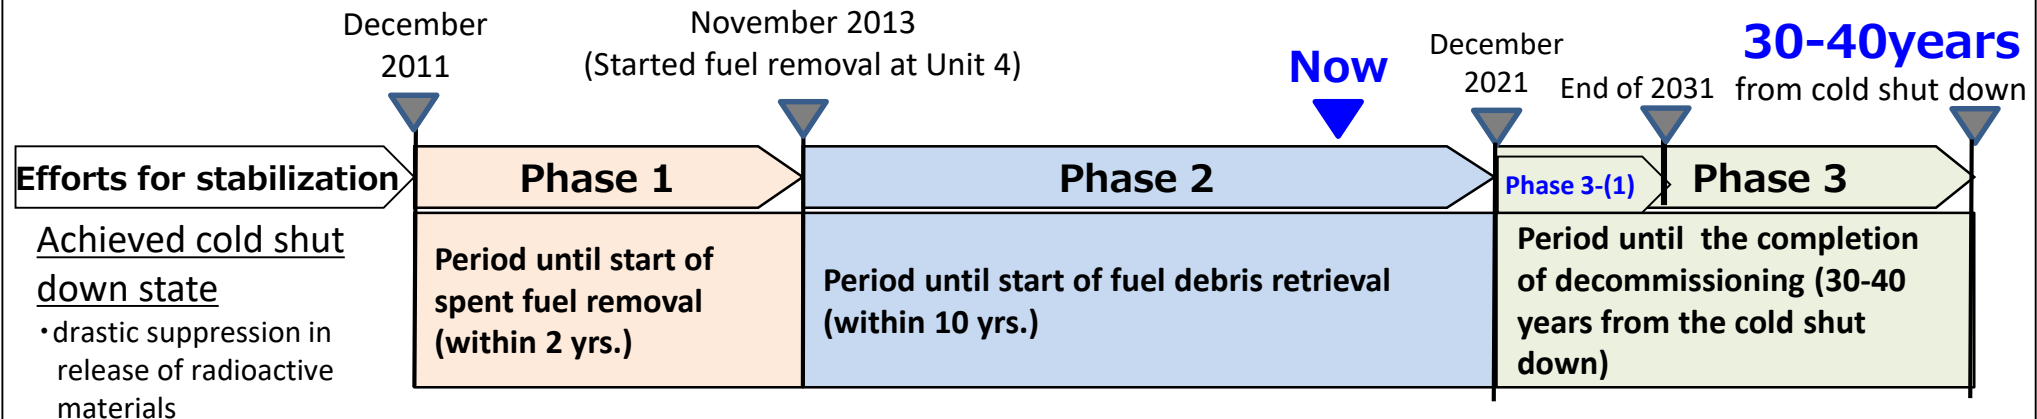 December
2011
November 2013
(Started fuel removal at Unit 4)
Now
December
2021
End of 2031
30-40years
from cold shut down
Efforts for stabilization
Phase 1
Phase 2
Phase 3-(1)
Phase 3
Achieved cold shut
down state
・drastic suppression in
release of radioactive
materials
Period until start of
spent fuel removal
(within 2 yrs.)
Period until start of fuel debris retrieval
(within 10 yrs.)
Period until the completion
of decommissioning (30-40
years from the cold shut
down)